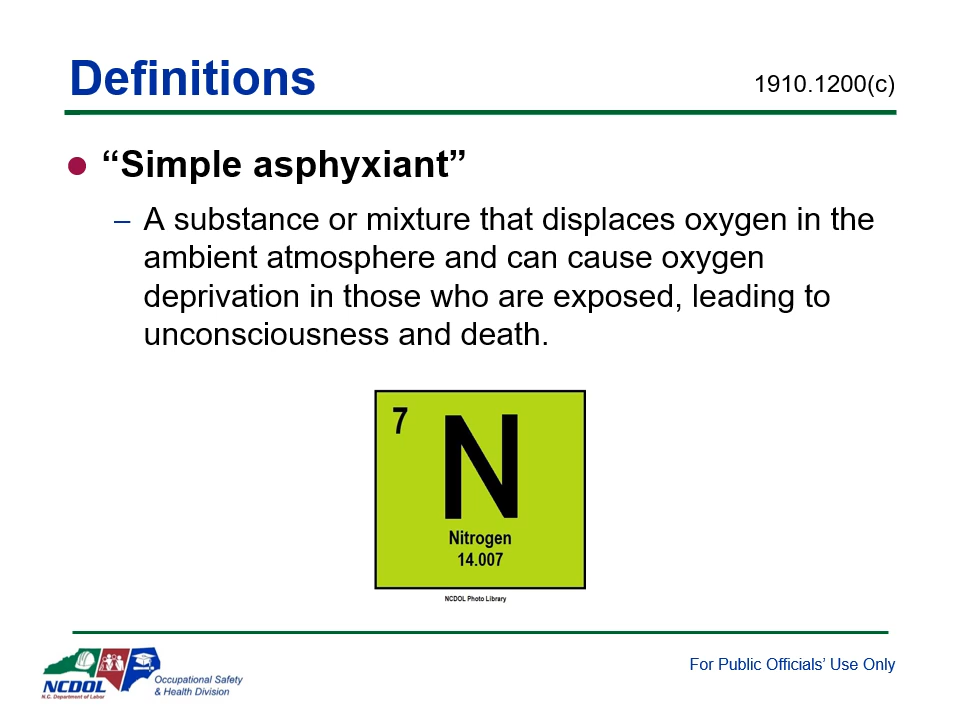 Definitions
1910.1200(c)
“Simple asphyxiant”
– A substance or mixture that displaces oxygen in the
ambient atmosphere and can cause oxygen
deprivation in those who are exposed, leading to
unconsciousness and death.
7
N
Nitrogen
14.007
NCDOL Photo Library
NCDOL
N.C. Department of Labor
Occupational Safety
& Health Division
For Public Officials’ Use Only